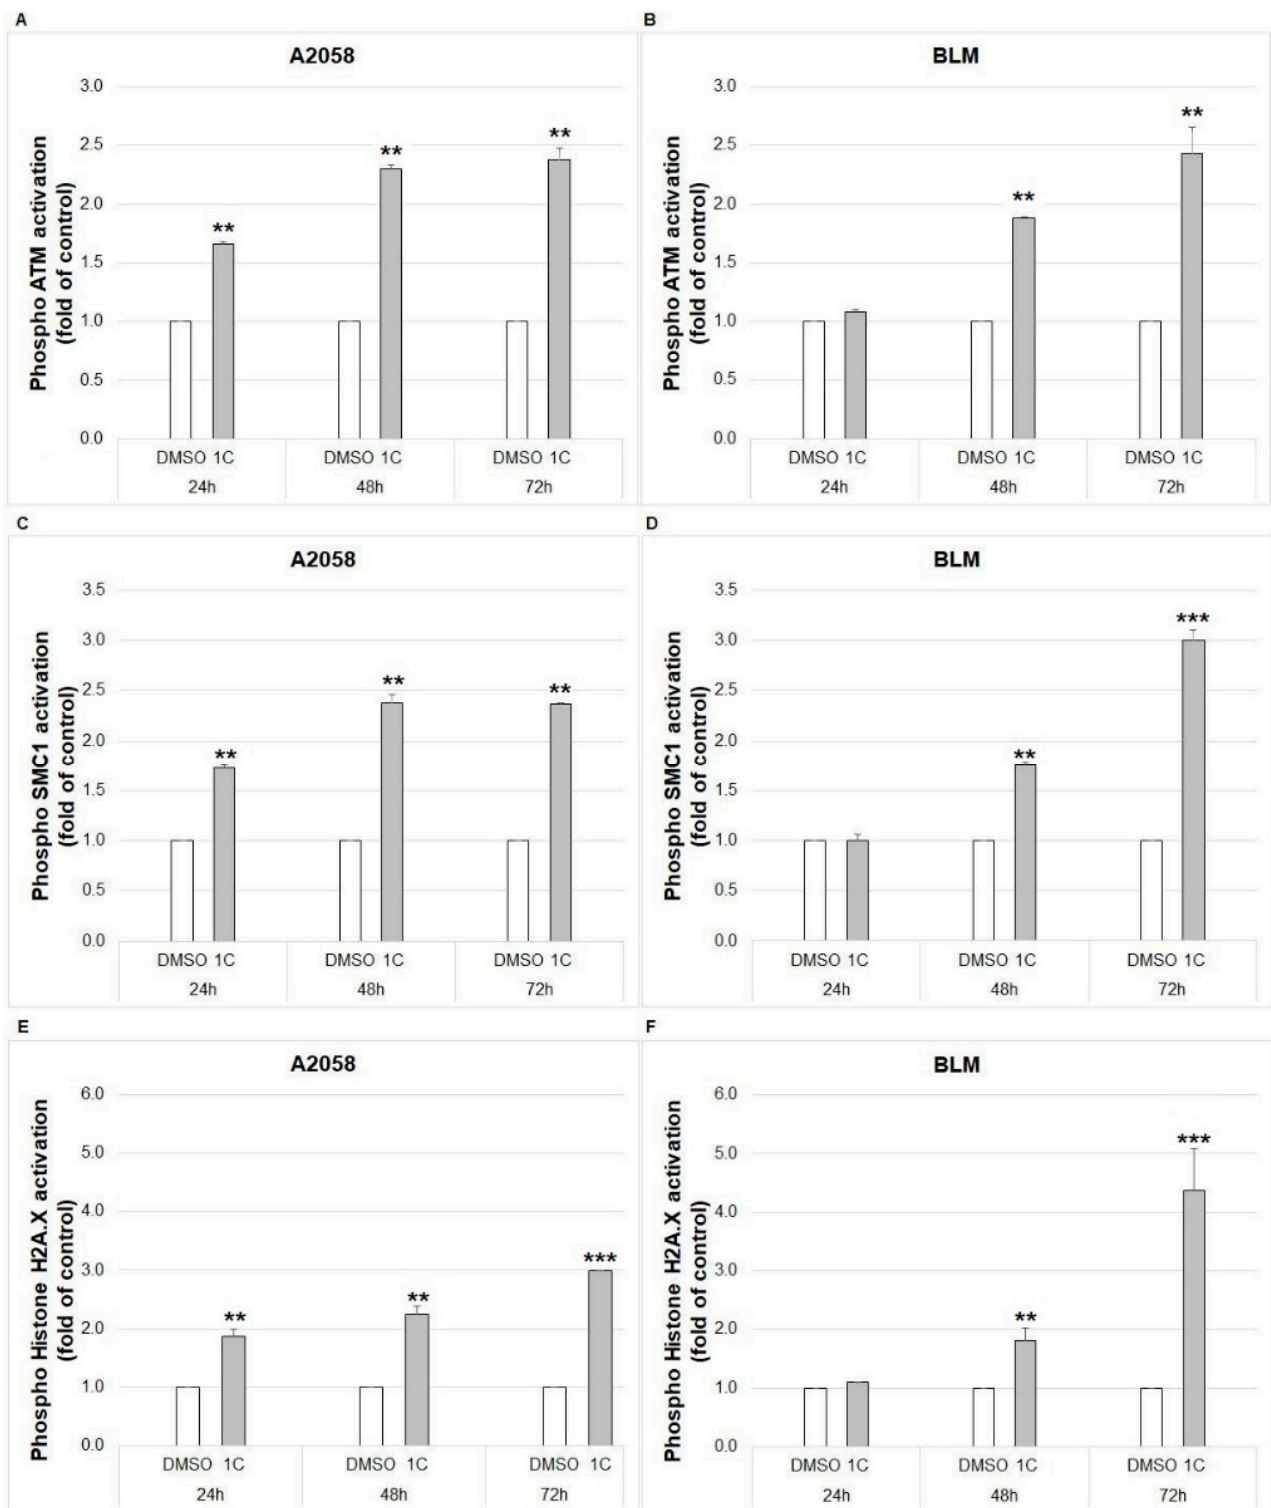 A
A2058
Phospho ATM activation
(fold of control)
3.0
2.5
2.0
1.5
1.0
0.5
0.0
**
**
**
DMSO 1C
DMSO 1C
DMSO 1C
24h
48h
72h
B
BLM
Phospho ATM activation
(fold of control)
3.0
2.5
2.0
1.5
1.0
0.5
0.0
**
**
DMSO 1C
DMSO 1C
DMSO 1C
24h
48h
72h
C
A2058
Phospho SMC1 activation
(fold of control)
3.5
3.0
2.5
2.0
1.5
1.0
0.5
0.0
**
**
**
DMSO 1C
DMSO 1C
DMSO 1C
24h
48h
72h
D
BLM
Phospho SMC1 activation
(fold of control)
3.5
3.0
2.5
2.0
1.5
1.0
0.5
0.0
**
***
DMSO 1C
DMSO 1C
DMSO 1C
24h
48h
72h
E
A2058
Phospho Histone H2A.X activation
(fold of control)
6.0
5.0
4.0
3.0
2.0
1.0
0.0
**
**
***
DMSO 1C
DMSO 1C
DMSO 1C
24h
48h
72h
F
BLM
Phospho Histone H2A.X activation
(fold of control)
6.0
5.0
4.0
3.0
2.0
1.0
0.0
**
***
DMSO 1C
DMSO 1C
DMSO 1C
24h
48h
72h